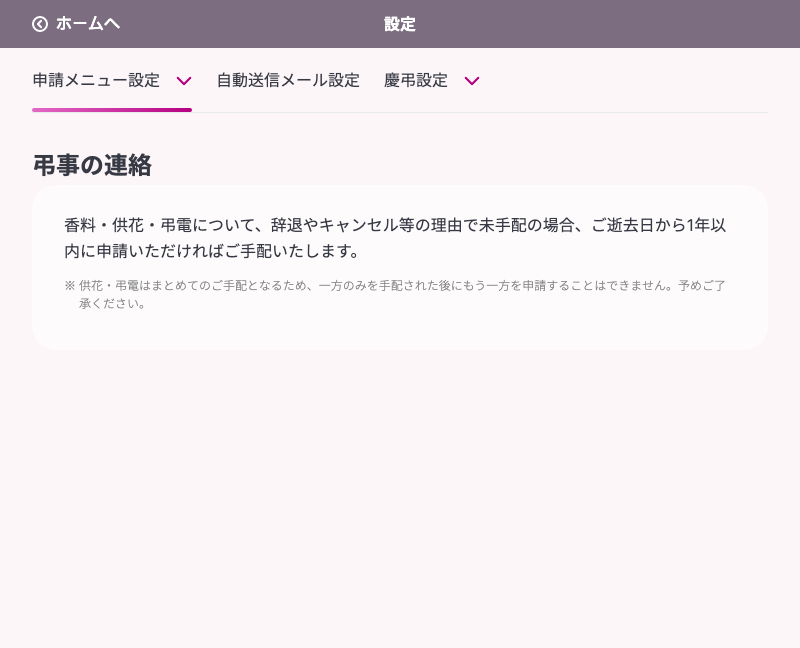 ホームへ
設定
申請メニュー設定
自動送信メール設定
慶弔設定
弔事の連絡
香料・供花・弔電について、辞退やキャンセル等の理由で未手配の場合、ご逝去日から1年以
内に申請いただければご手配いたします。
※ 供花・弔電はまとめてのご手配となるため、一方のみを手配された後にもう一方を申請することはできません。予めご了
承ください。